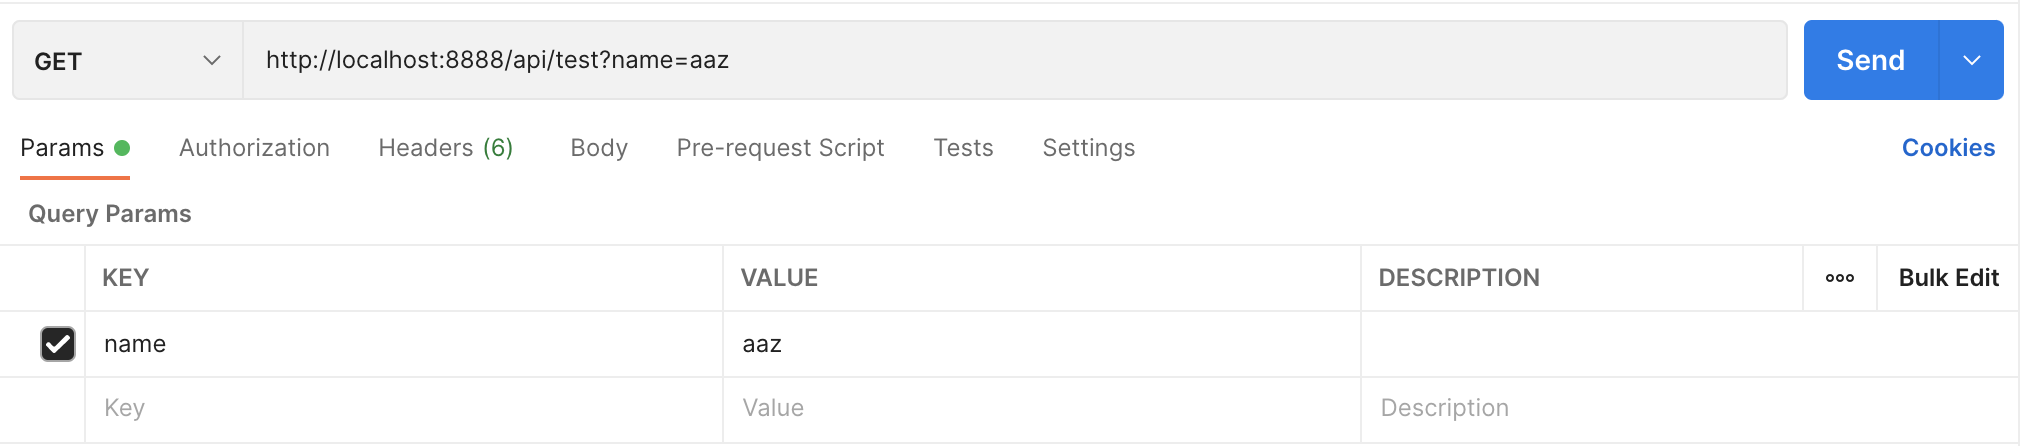 GET http://localhost:8888/api/test?name=aaz Send
Params Authorization Headers (6) Body Pre-request Script Tests Settings Cookies
Query Params
KEY VALUE DESCRIPTION ooo Bulk Edit
name aaz
Key Value Description